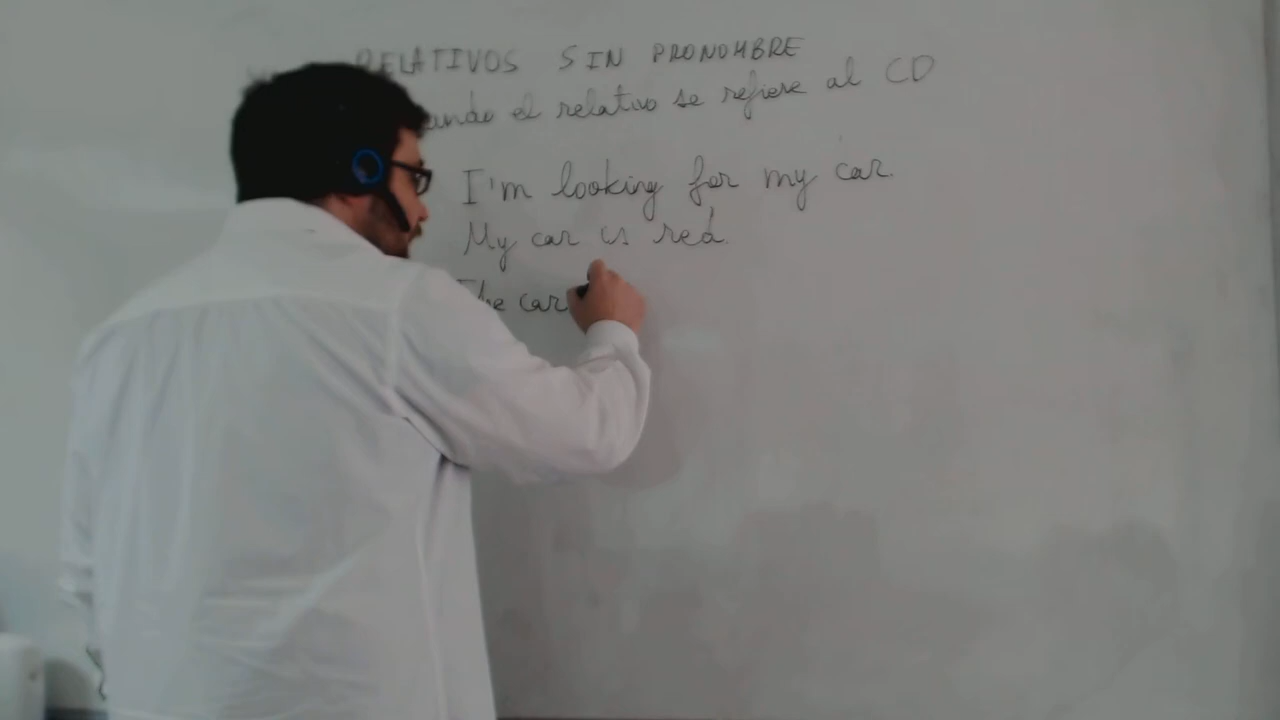 RELATIVOS SIN PRONOMBRE
el relativo se refiere al CD
I'm looking for my car.
My car is red.
The car